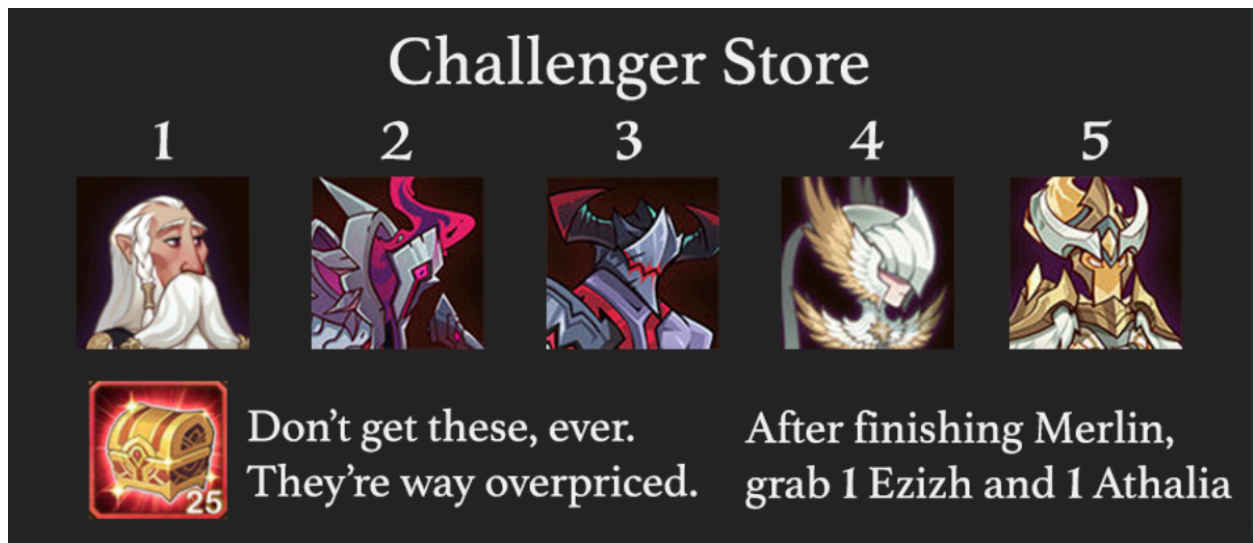 Challenger Store
1 2 3 4 5
Don't get these, ever.
They're way overpriced.
25
After finishing Merlin,
grab 1 Ezizh and 1 Athalia